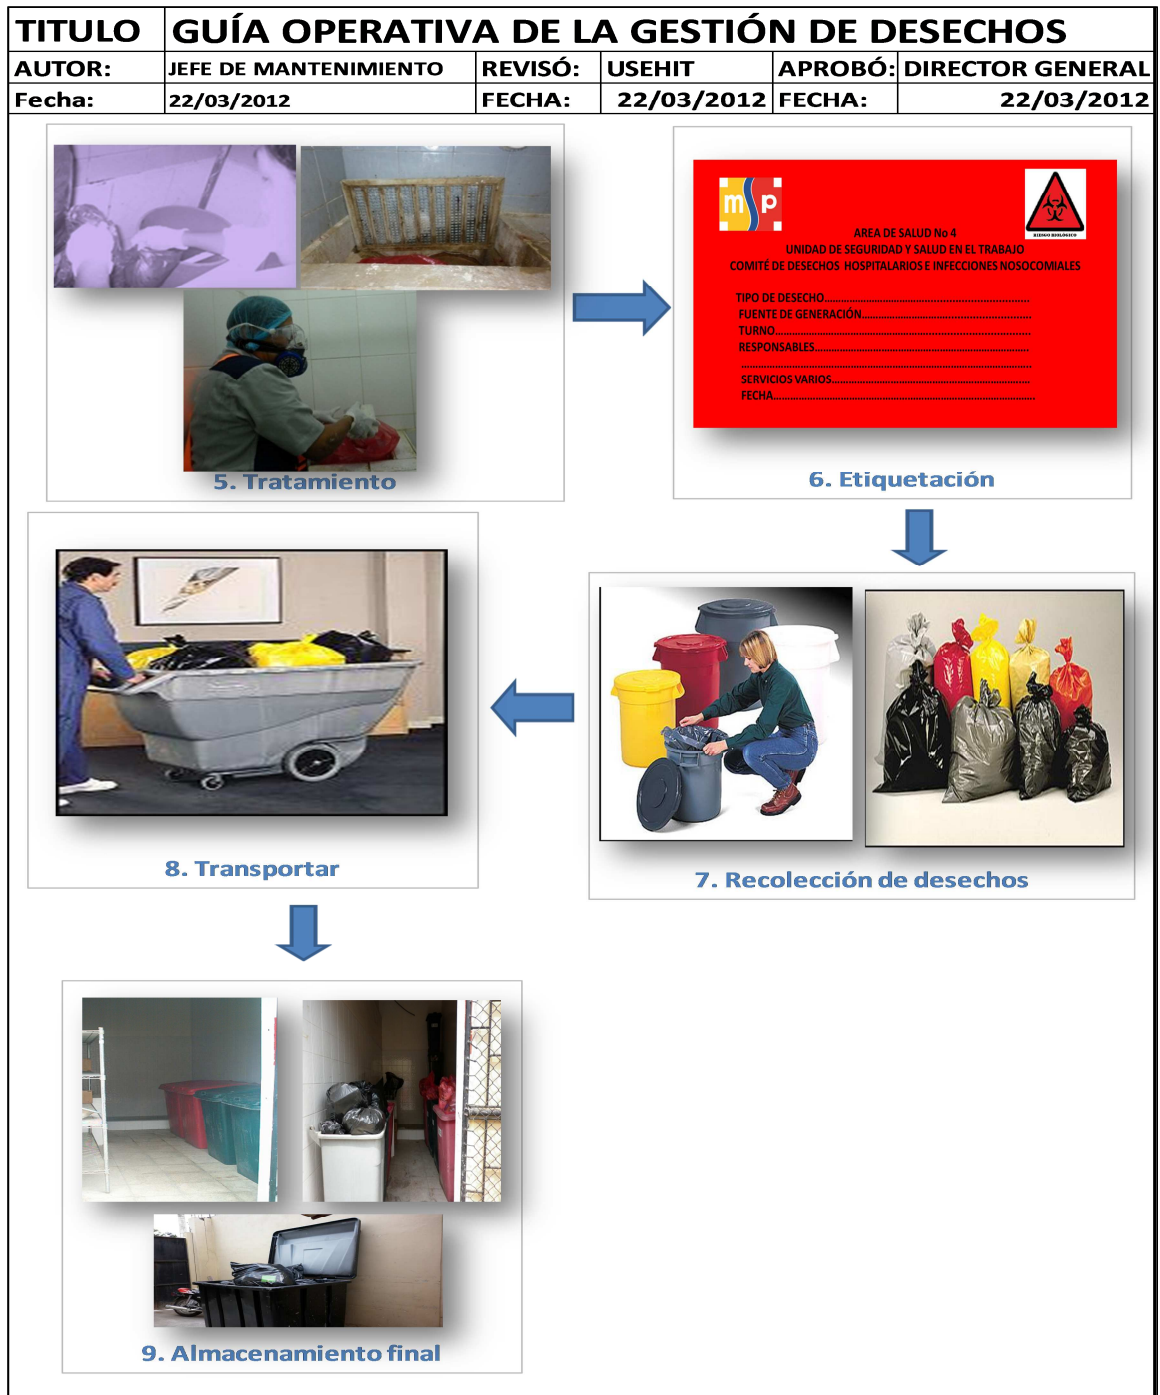 TITULO GUÍA OPERATIVA DE LA GESTIÓN DE DESECHOS
AUTOR: JEFE DE MANTENIMIENTO REVISÓ: USEHIT APROBÓ: DIRECTOR GENERAL
Fecha: 22/03/2012 FECHA: 22/03/2012 FECHA: 22/03/2012
5. Tratamiento
msp
RIESGO BIOLÓGICO
AREA DE SALUD No 4
UNIDAD DE SEGURIDAD Y SALUD EN EL TRABAJO
COMITÉ DE DESECHOS HOSPITALARIOS E INFECCIONES NOSOCOMIALES
TIPO DE DESECHO
FUENTE DE GENERACIÓN
TURNO
RESPONSABLES
SERVICIOS VARIOS
FECHA
6. Etiquetación
7. Recolección de desechos
8. Transportar
9. Almacenamiento final